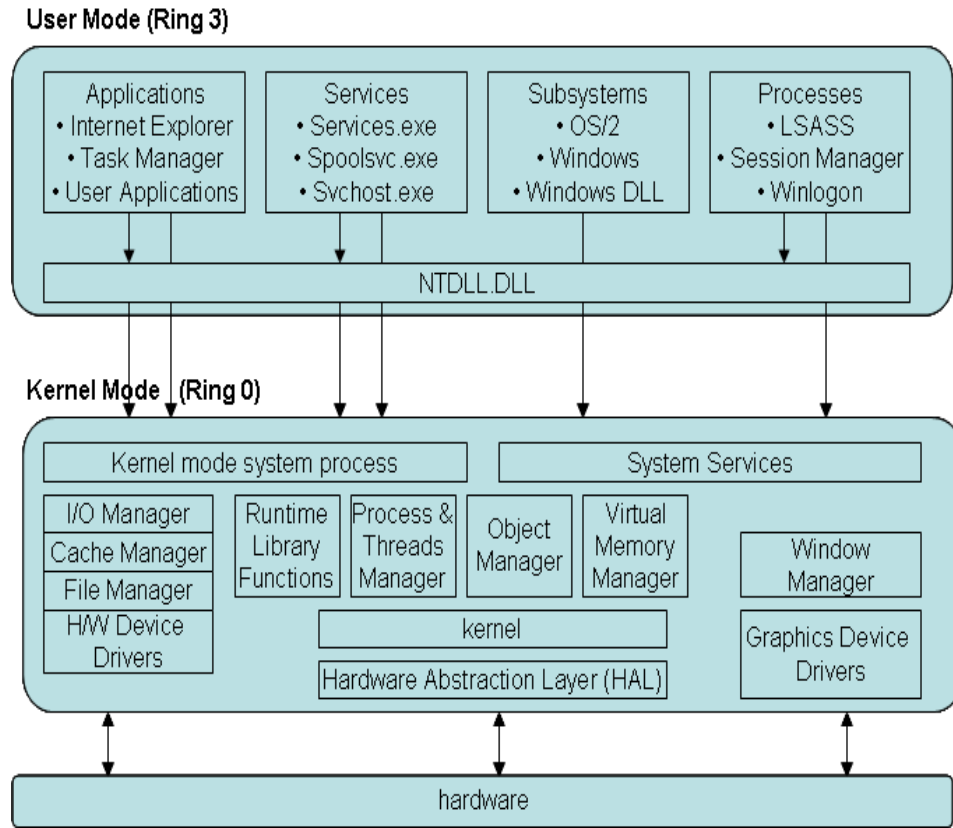 User Mode (Ring 3)
Applications
• Internet Explorer
• Task Manager
• User Applications
Services
• Services.exe
• Spoolsvc.exe
• Svchost.exe
Subsystems
• OS/2
• Windows
• Windows DLL
Processes
• LSASS
• Session Manager
• Winlogon
NTDLL.DLL
Kernel Mode (Ring 0)
Kernel mode system process
System Services
I/O Manager
Cache Manager
File Manager
H/W Device
Drivers
Runtime
Library
Functions
Process &
Threads
Manager
Object
Manager
Virtual
Memory
Manager
Window
Manager
kernel
Hardware Abstraction Layer (HAL)
Graphics Device
Drivers
hardware